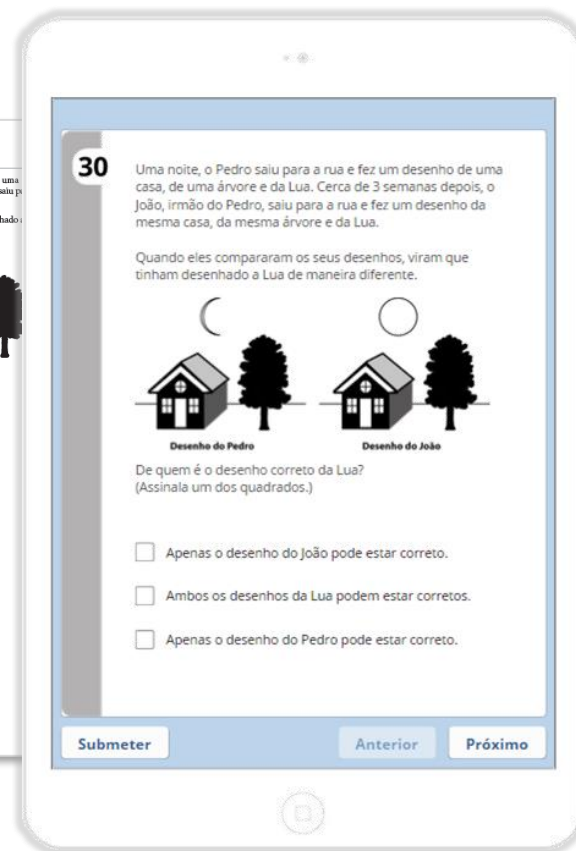 uma
saiu
30
Uma noite, o Pedro saiu para a rua e fez um desenho de uma
casa, de uma árvore e da Lua. Cerca de 3 semanas depois, o
João, irmão do Pedro, saiu para a rua e fez um desenho da
mesma casa, da mesma árvore e da Lua.
Quando eles compararam os seus desenhos, viram que
tinham desenhado a Lua de maneira diferente.
Desenho do Pedro
Desenho do João
De quem é o desenho correto da Lua?
(Assinala um dos quadrados.)
Apenas o desenho do João pode estar correto.
Ambos os desenhos da Lua podem estar corretos.
Apenas o desenho do Pedro pode estar correto.
Submeter
Anterior
Próximo